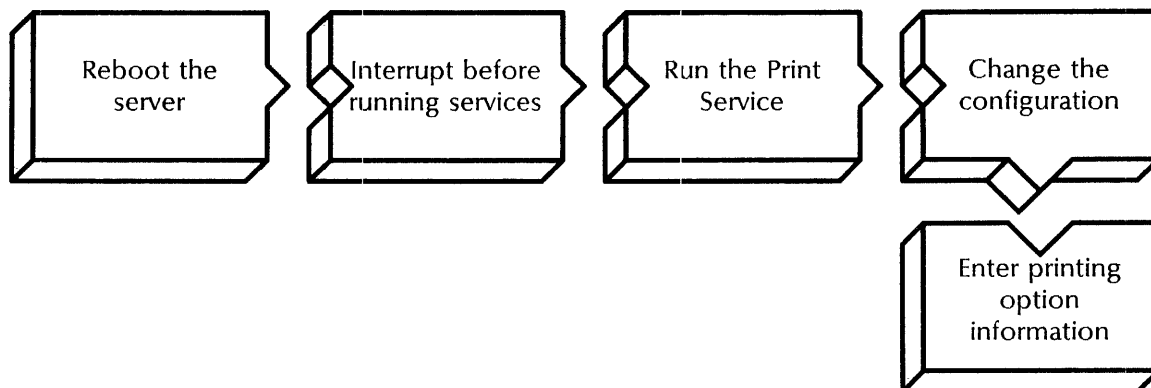 Reboot the
server
Interrupt before
running services
Run the Print
Service
Change the
configuration
Enter printing
option
information